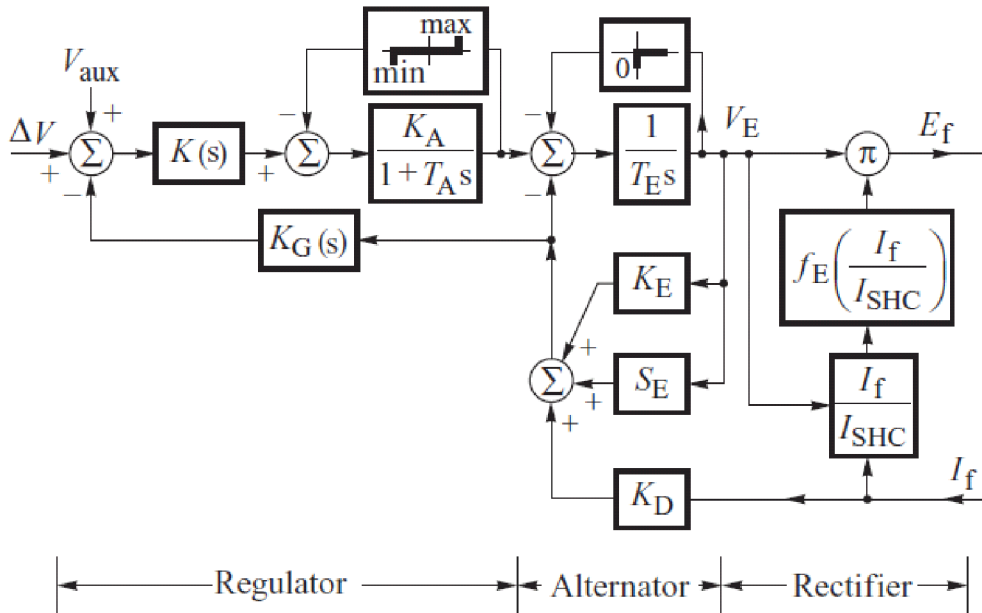 max
min
0
V_aux
+
−
−
V_E
E_f
ΔV
+
Σ
−
K(s)
+
Σ
K_A
1 + T_A s
Σ
−
1
T_E s
π
K_G (s)
f_E ( I_f / I_SHC )
K_E
+
Σ
+
S_E
+
I_f
I_SHC
K_D
I_f
Regulator
Alternator
Rectifier